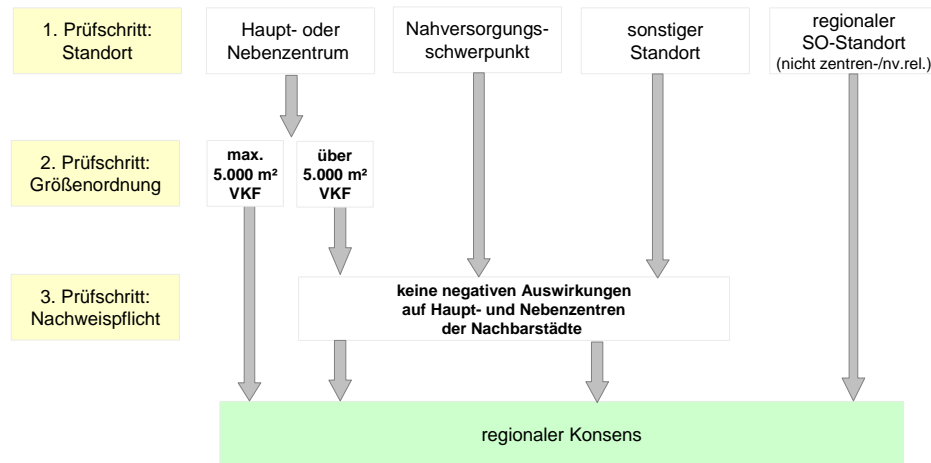 1. Prüfschritt:
Standort
Haupt- oder
Nebenzentrum
Nahversorgungs-
schwerpunkt
sonstiger
Standort
regionaler
SO-Standort
(nicht zentren-/nv.rel.)
2. Prüfschritt:
Größenordnung
max.
5.000 m²
VKF
über
5.000 m²
VKF
3. Prüfschritt:
Nachweispflicht
keine negativen Auswirkungen
auf Haupt- und Nebenzentren
der Nachbarstädte
regionaler Konsens